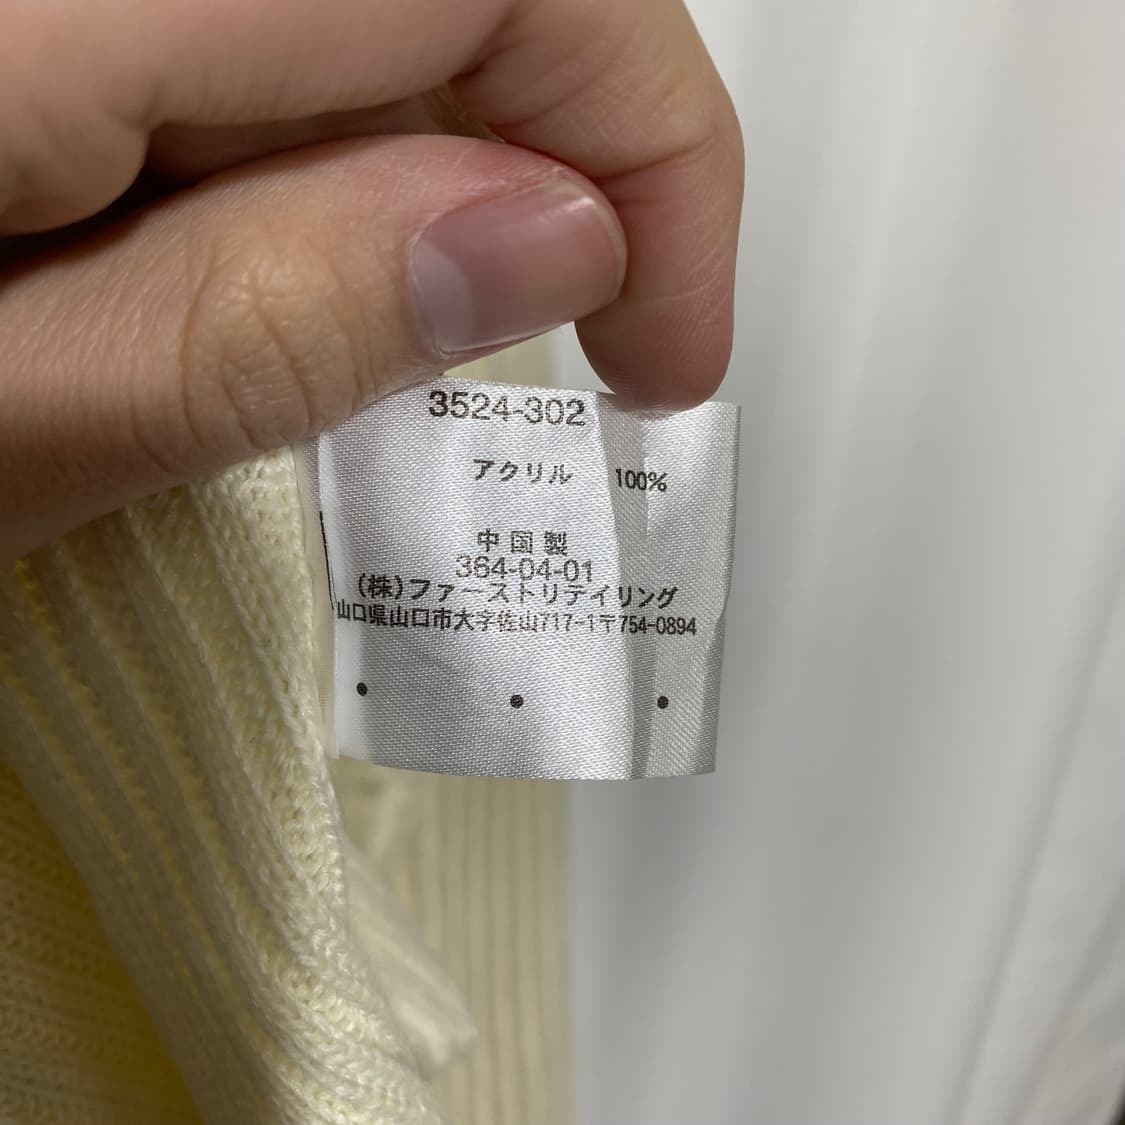 3524-302
アクリル 100%
中国製
364-04-01
(株)ファーストリテイリング
山口県山口市大字佐山717-1〒754-0894